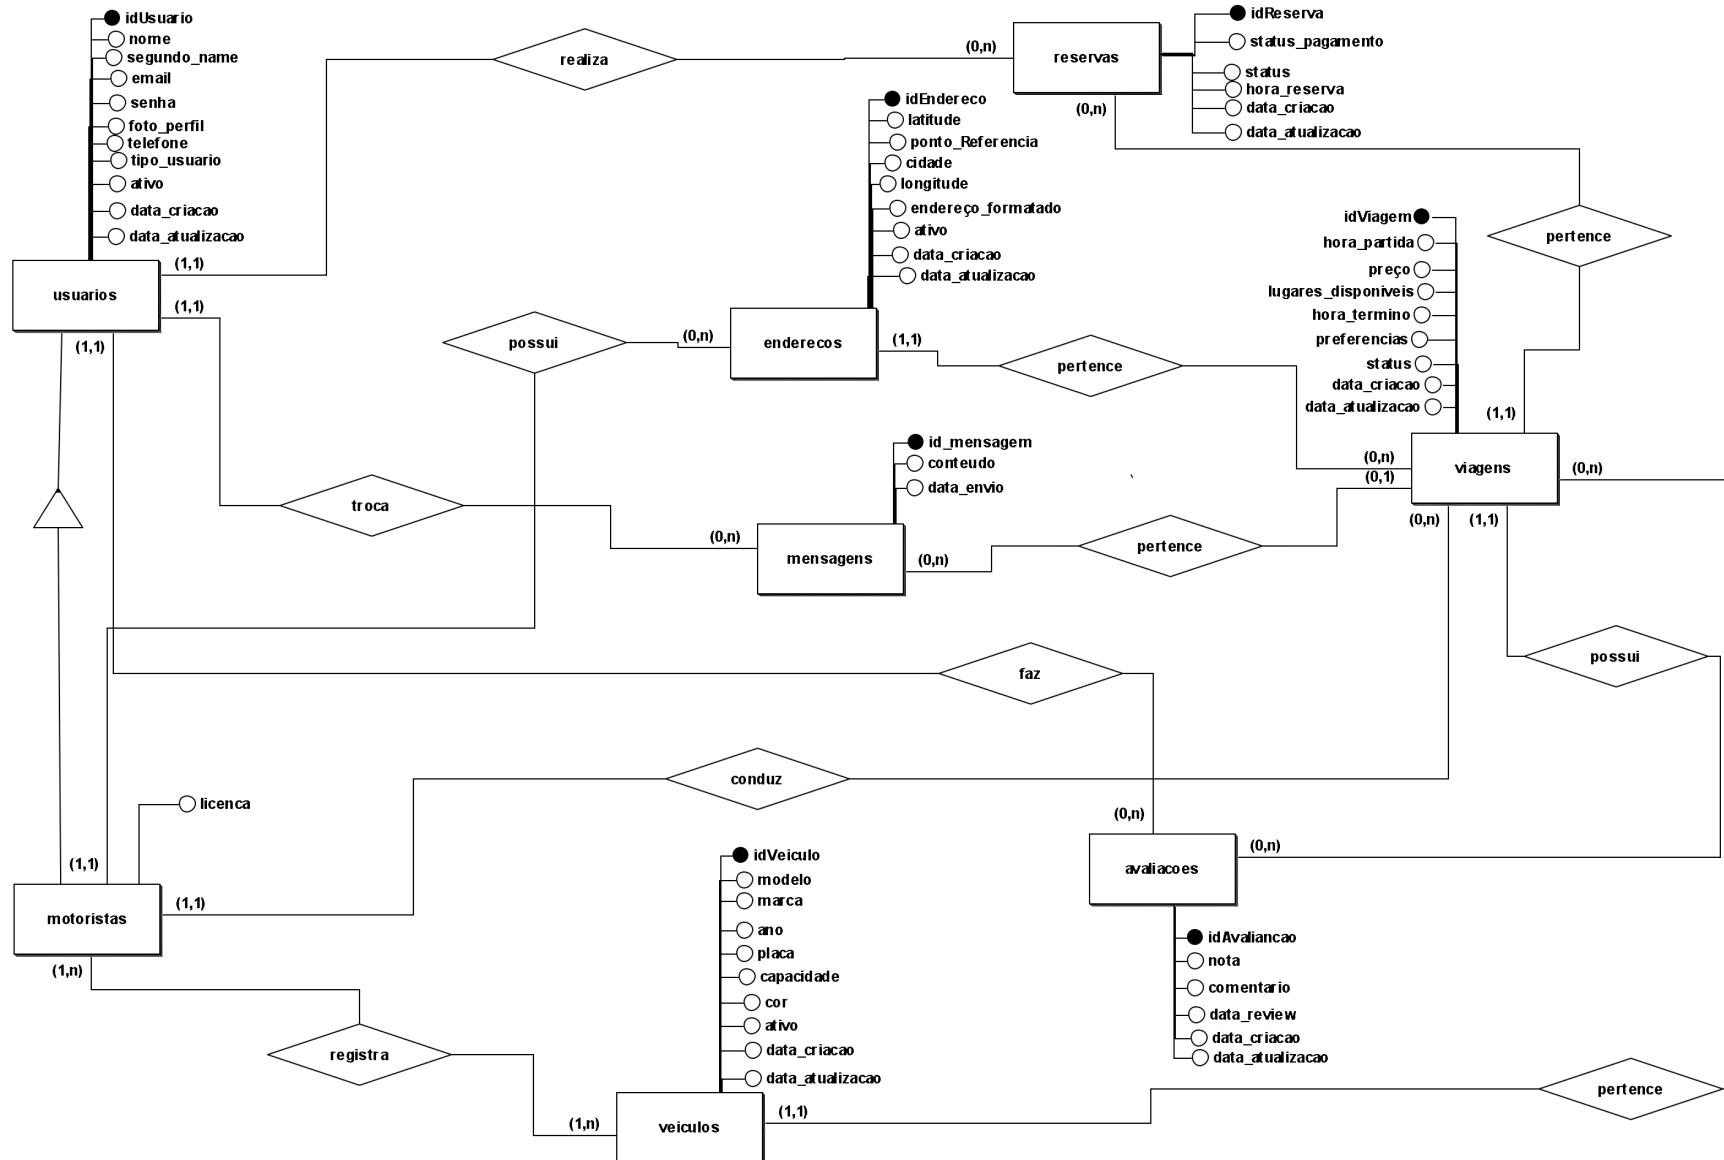 idUsuario
nome
segundo_name
email
senha
foto_perfil
telefone
tipo_usuario
ativo
data_criacao
data_atualizacao
(1,1)
usuarios
(1,1)
(1,1)
realiza
(0,n)
reservas
(0,n)
idReserva
status_pagamento
status
hora_reserva
data_criacao
data_atualizacao
idEndereco
latitude
ponto_Referencia
cidade
longitude
endereço_formatado
ativo
data_criacao
data_atualizacao
possui
(0,n)
enderecos
(1,1)
pertence
pertence
idViagem
hora_partida
preço
lugares_disponiveis
hora_termino
preferencias
status
data_criacao
data_atualizacao
(1,1)
(0,n)
(0,1)
viagens
(0,n)
(0,n)
(1,1)
id_mensagem
conteudo
data_envio
troca
(0,n)
mensagens
(0,n)
pertence
possui
faz
conduz
licenca
(1,1)
motoristas
(1,1)
(1,n)
registra
(0,n)
avaliacoes
(0,n)
idAvaliancao
nota
comentario
data_review
data_criacao
data_atualizacao
idVeiculo
modelo
marca
ano
placa
capacidade
cor
ativo
data_criacao
data_atualizacao
(1,n)
veiculos
(1,1)
pertence